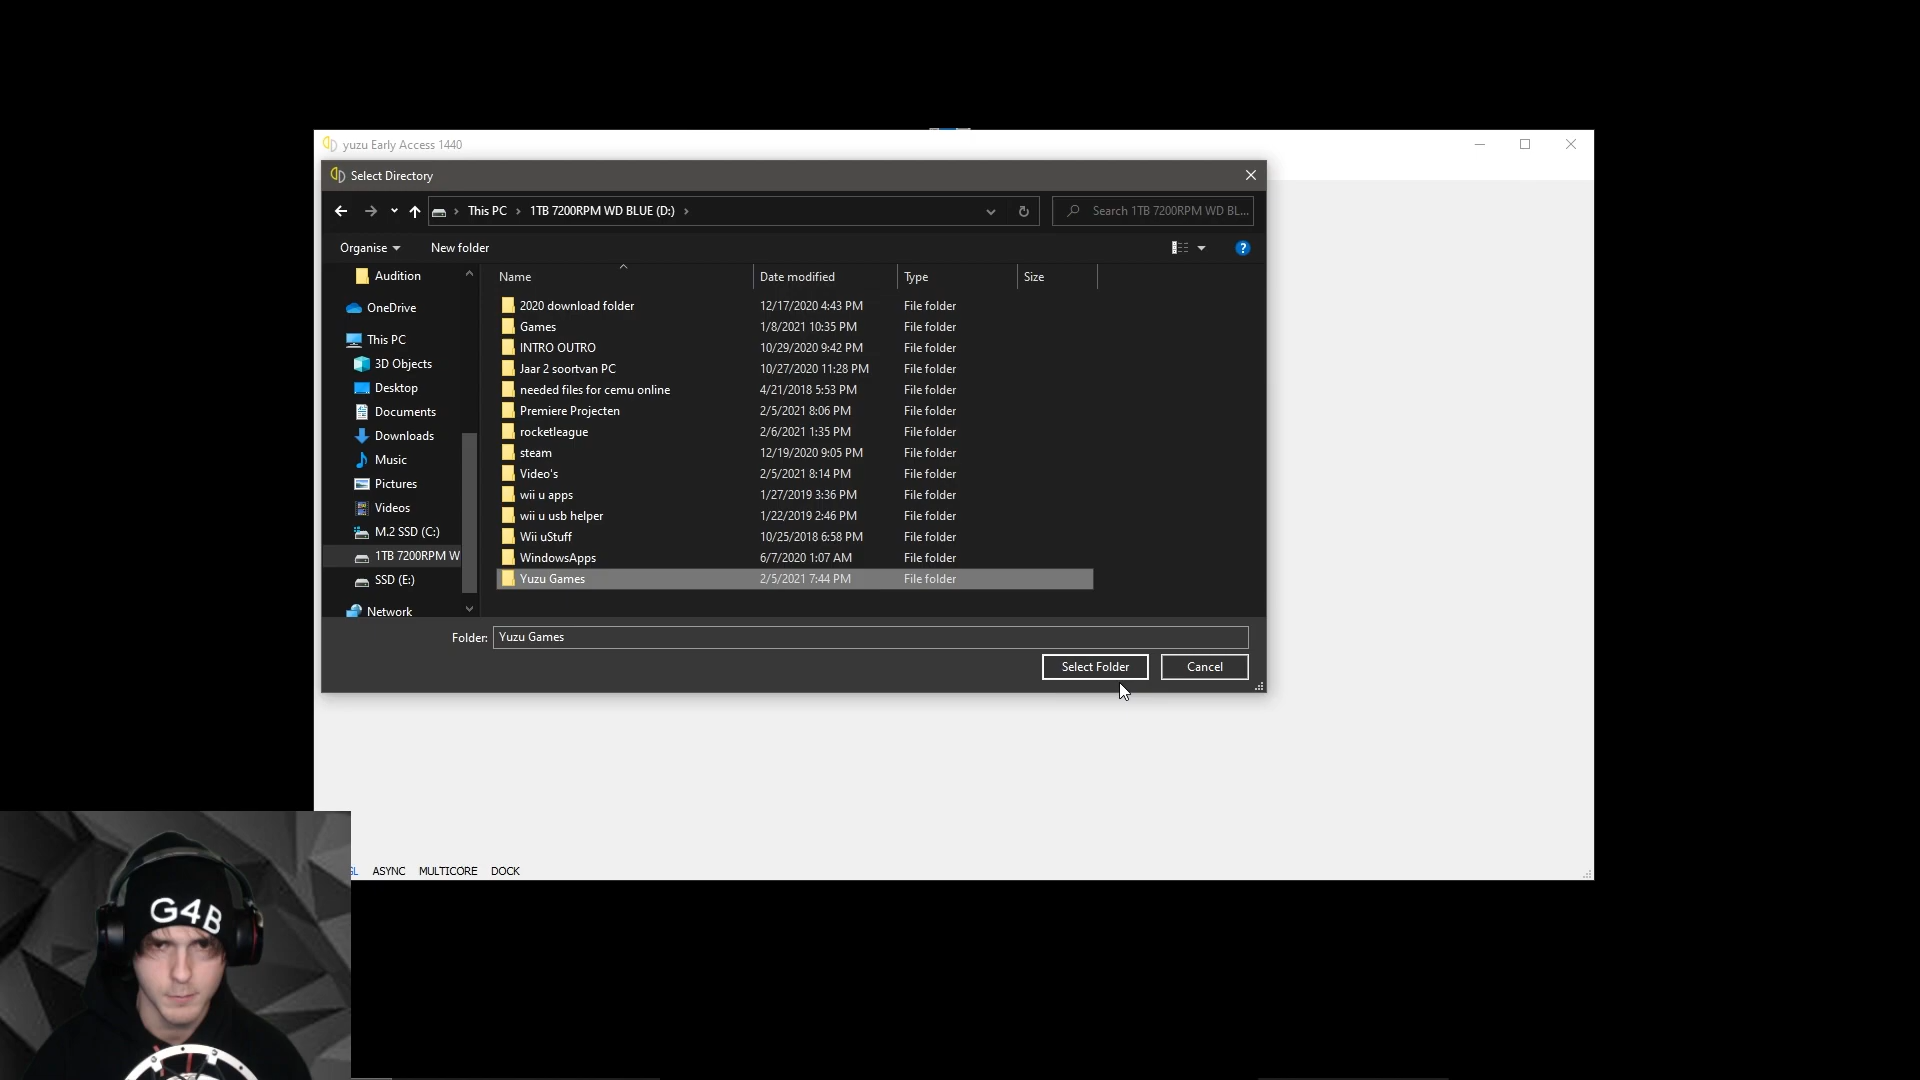 yuzu Early Access 1440
Select Directory
This PC
1TB 7200RPM WD BLUE (D:)
Search 1TB 7200RPM WD BL...
Organise
New folder
?
Audition
OneDrive
This PC
3D Objects
Desktop
Documents
Downloads
Music
Pictures
Videos
M.2 SSD (C:)
1TB 7200RPM W
SSD (E:)
Network
Name Date modified Type Size
2020 download folder 12/17/2020 4:43 PM File folder
Games 1/8/2021 10:35 PM File folder
INTRO OUTRO 10/29/2020 9:42 PM File folder
Jaar 2 soortvan PC 10/27/2020 11:28 PM File folder
needed files for cemu online 4/21/2018 5:53 PM File folder
Premiere Projecten 2/5/2021 8:06 PM File folder
rocketleague 2/6/2021 1:35 PM File folder
steam 12/19/2020 9:05 PM File folder
Video's 2/5/2021 8:14 PM File folder
wii u apps 1/27/2019 3:36 PM File folder
wii u usb helper 1/22/2019 2:46 PM File folder
Wii uStuff 10/25/2018 6:58 PM File folder
WindowsApps 6/7/2020 1:07 AM File folder
Yuzu Games 2/5/2021 7:44 PM File folder
Folder: Yuzu Games
Select Folder Cancel
ASYNC MULTICORE DOCK
G4B